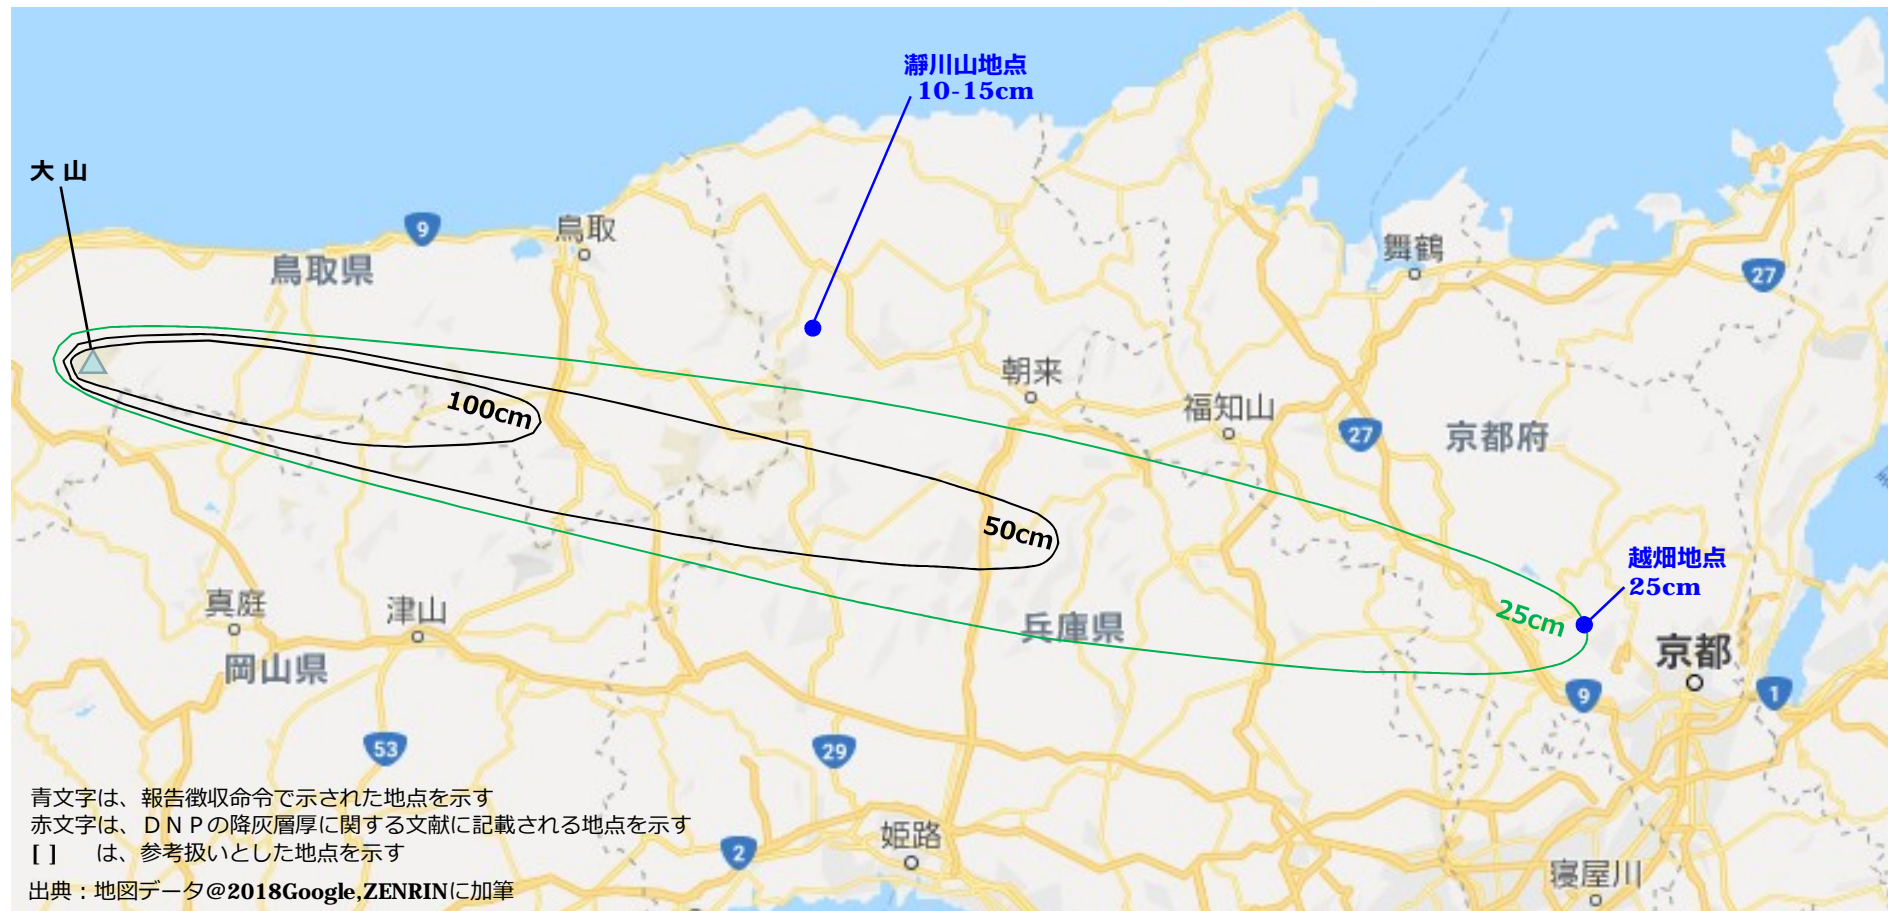 瀞川山地点
10-15cm
大 山
9
鳥取
鳥取県
舞鶴
27
100cm
朝来
福知山
27
京都府
50cm
越畑地点
25cm
25cm
真庭
津山
兵庫県
京都
岡山県
9
1
53
29
青文字は、報告徴収命令で示された地点を示す
赤文字は、ＤＮＰの降灰層厚に関する文献に記載される地点を示す
[ ] は、参考扱いとした地点を示す
2
姫路
寝屋川
出典：地図データ@2018Google,ZENRINに加筆